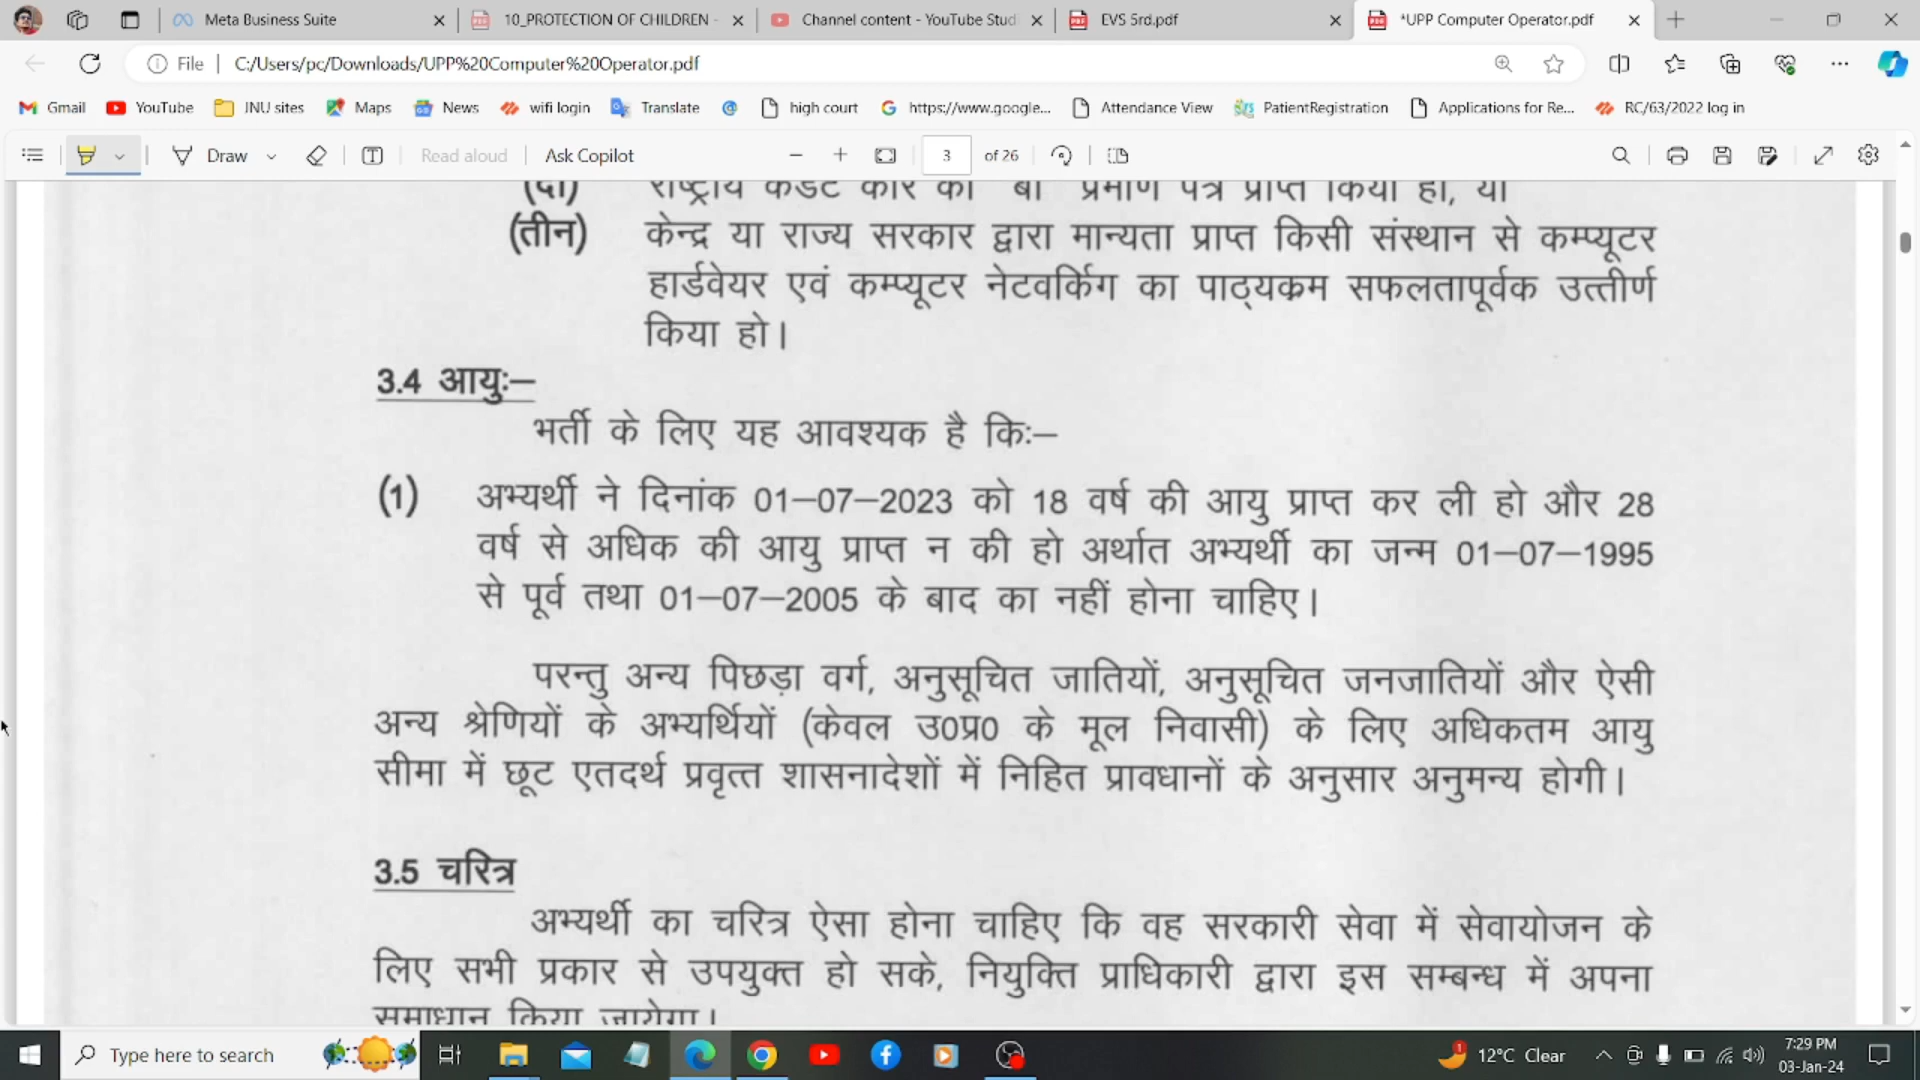 Meta Business Suite
10_PROTECTION OF CHILDREN -
Channel content - YouTube Stud
EVS 5rd.pdf
*UPP Computer Operator.pdf
File
C:/Users/pc/Downloads/UPP%20Computer%20Operator.pdf
Gmail
YouTube
JNU sites
Maps
News
wifi login
Translate
high court
https://www.google...
Attendance View
PatientRegistration
Applications for Re...
RC/63/2022 log in
Draw
Read aloud
Ask Copilot
3 of 26
(दो) राष्ट्रीय कैडेट कोर का "बी" प्रमाण पत्र प्राप्त किया हो, या
(तीन) केन्द्र या राज्य सरकार द्वारा मान्यता प्राप्त किसी संस्थान से कम्प्यूटर
हार्डवेयर एवं कम्प्यूटर नेटवर्किंग का पाठ्यक्रम सफलतापूर्वक उत्तीर्ण
किया हो।
3.4 आयुः—
भर्ती के लिए यह आवश्यक है किः—
(1) अभ्यर्थी ने दिनांक 01—07—2023 को 18 वर्ष की आयु प्राप्त कर ली हो और 28
वर्ष से अधिक की आयु प्राप्त न की हो अर्थात अभ्यर्थी का जन्म 01—07—1995
से पूर्व तथा 01—07—2005 के बाद का नहीं होना चाहिए।
परन्तु अन्य पिछड़ा वर्ग, अनुसूचित जातियों, अनुसूचित जनजातियों और ऐसी
अन्य श्रेणियों के अभ्यर्थियों (केवल उ0प्र0 के मूल निवासी) के लिए अधिकतम आयु
सीमा में छूट एतदर्थ प्रवृत्त शासनादेशों में निहित प्रावधानों के अनुसार अनुमन्य होगी।
3.5 चरित्र
अभ्यर्थी का चरित्र ऐसा होना चाहिए कि वह सरकारी सेवा में सेवायोजन के
लिए सभी प्रकार से उपयुक्त हो सके, नियुक्ति प्राधिकारी द्वारा इस सम्बन्ध में अपना
समाधान किया जायेगा।
Type here to search
12°C Clear
7:29 PM
03-Jan-24